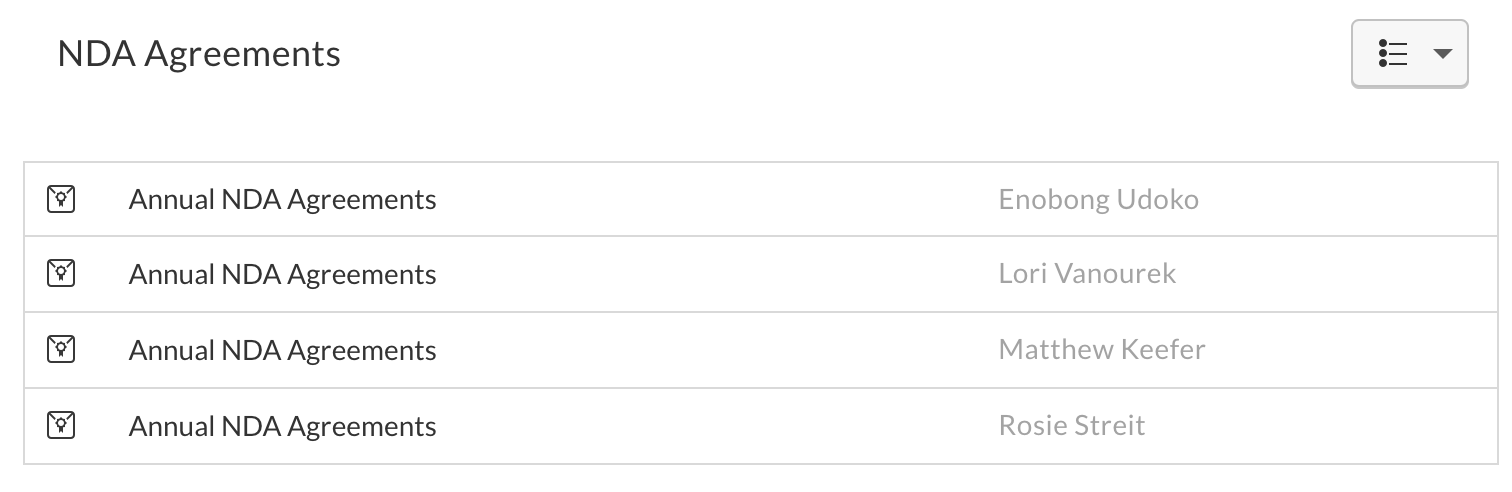 NDA Agreements
Annual NDA Agreements Enobong Udoko
Annual NDA Agreements Lori Vanourek
Annual NDA Agreements Matthew Keefer
Annual NDA Agreements Rosie Streit